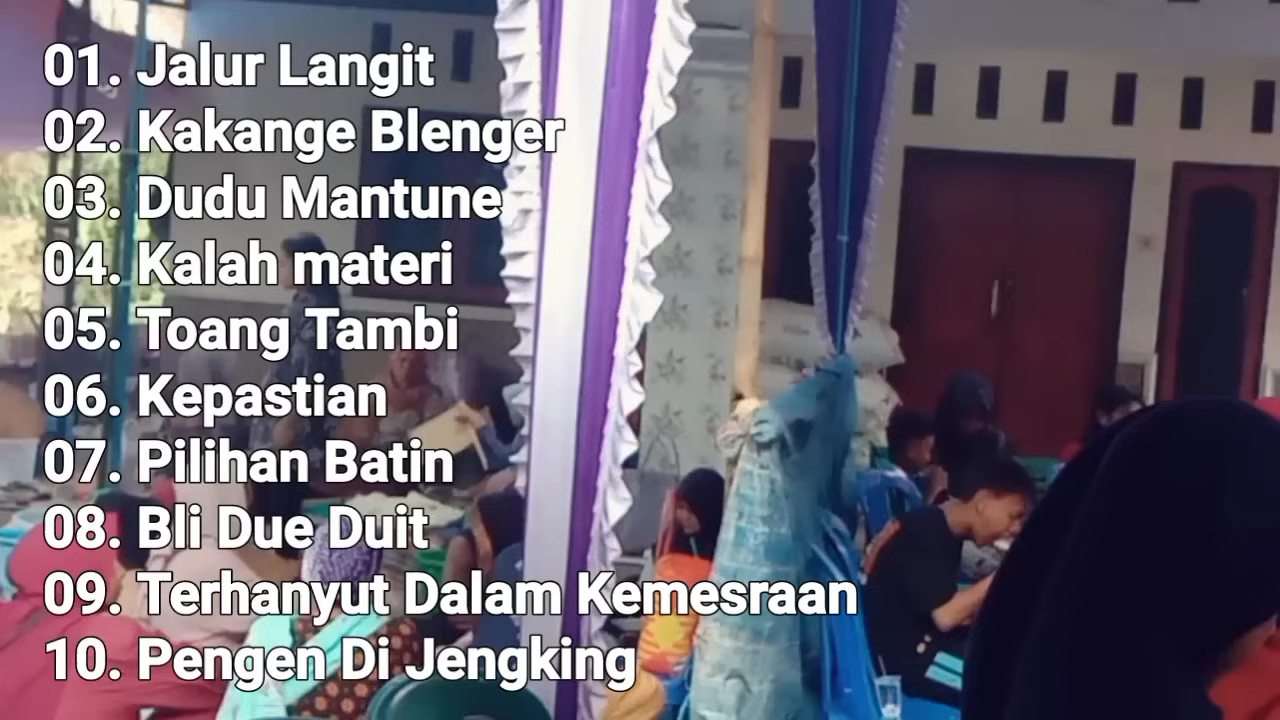 01. Jalur Langit
02. Kakange Blenger
03. Dudu Mantune
04. Kalah materi
05. Toang Tambi
06. Kepastian
07. Pilihan Batin
08. Bli Due Duit
09. Terhanyut Dalam Kemesraan
10. Pengen Di Jengking